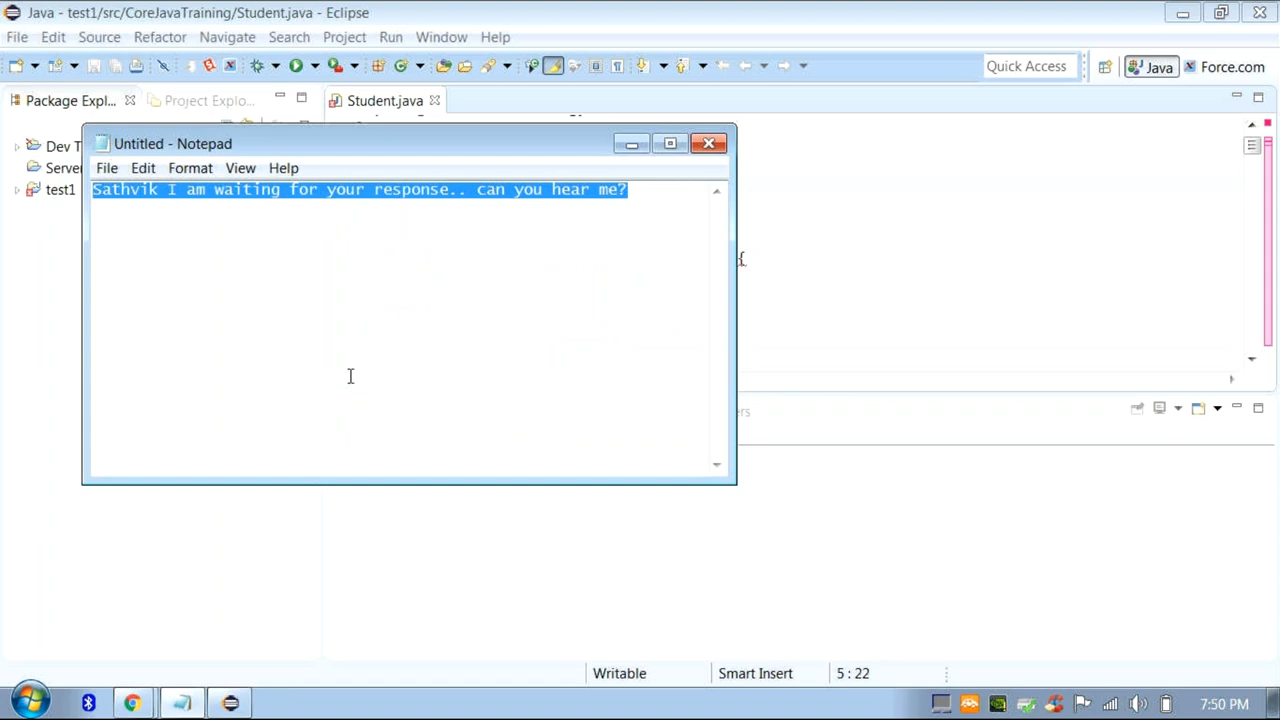 Java - test1/src/CoreJavaTraining/Student.java - Eclipse
File Edit Source Refactor Navigate Search Project Run Window Help
Quick Access Java Force.com
Package Expl... Project Explo... Student.java
Dev T
Server
test1
Untitled - Notepad
File Edit Format View Help
Sathvik I am waiting for your response.. can you hear me?
{
ers
Writable Smart Insert 5 : 22
7:50 PM